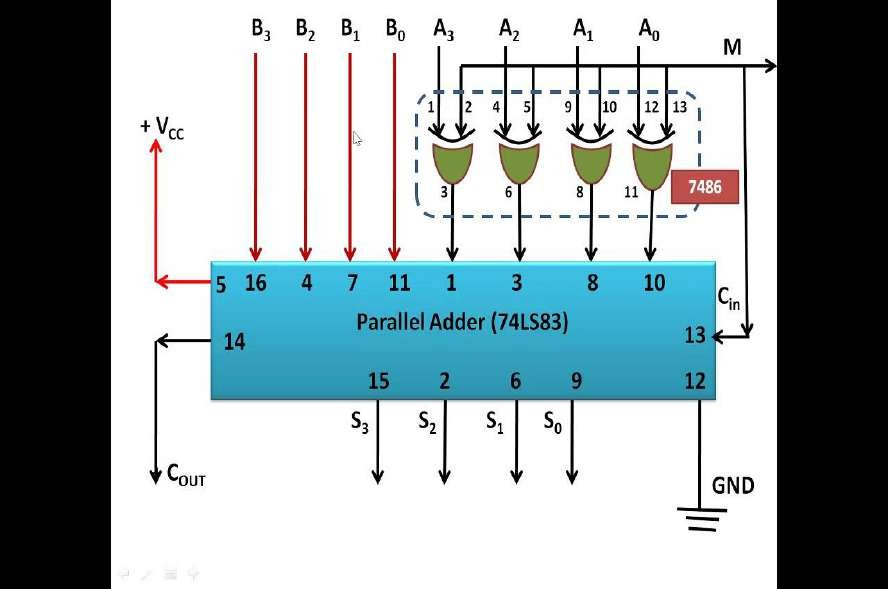 B3 B2 B1 B0 A3 A2 A1 A0 M
1 2 4 5 9 10 12 13
+ VCC
3 6 8 11 7486
5 16 4 7 11 1 3 8 10 Cin
Parallel Adder (74LS83)
14 13
15 2 6 9 12
S3 S2 S1 S0
COUT GND